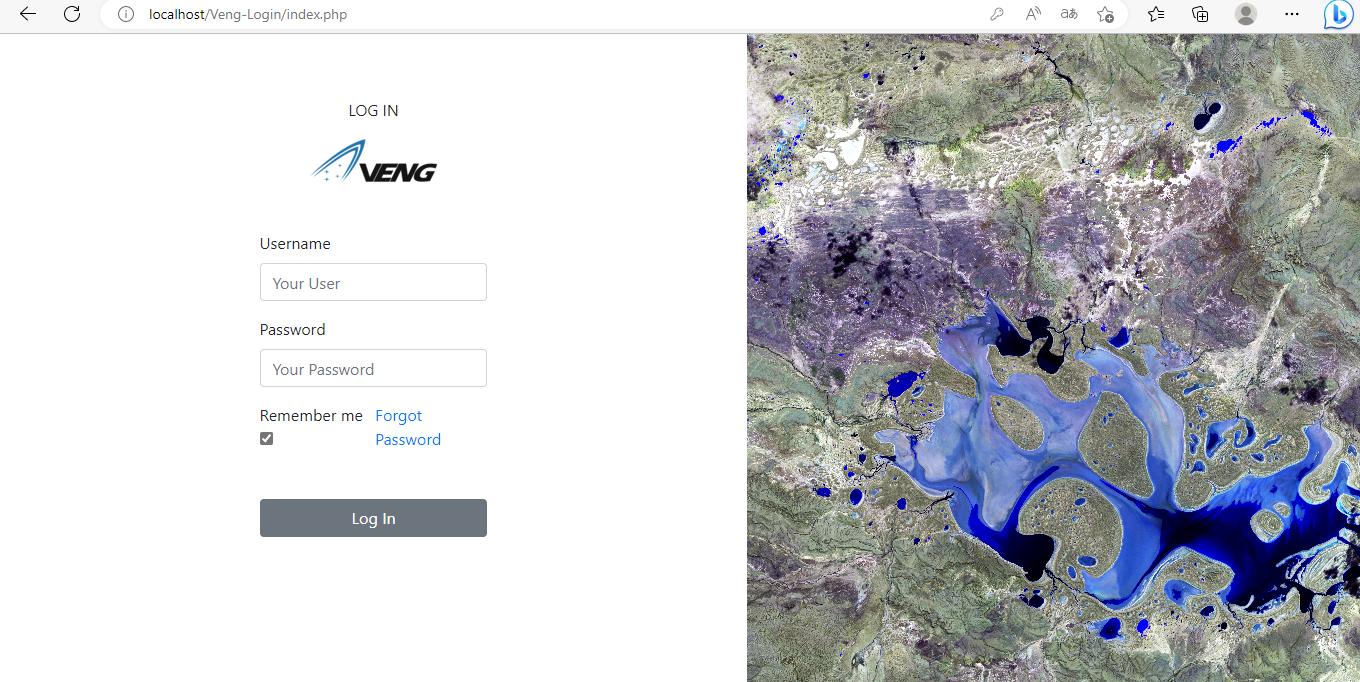 localhost/Veng-Login/index.php
LOG IN
VENG
Username
Your User
Password
Your Password
Remember me
Forgot
Password
Log In